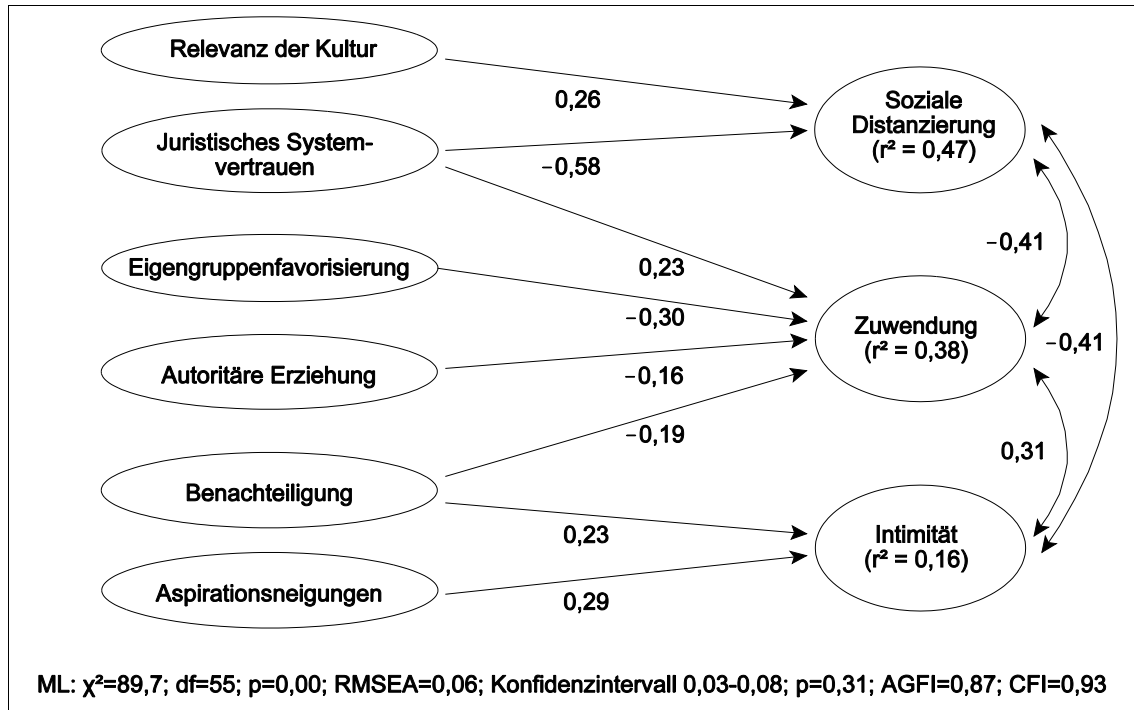 Relevanz der Kultur
0,26
Soziale
Distanzierung
(r² = 0,47)
Juristisches System-
vertrauen
−0,58
−0,41
Eigengruppenfavorisierung
0,23
−0,30
Zuwendung
(r² = 0,38)
−0,41
Autoritäre Erziehung
−0,16
−0,19
0,31
Benachteiligung
0,23
Intimität
(r² = 0,16)
Aspirationsneigungen
0,29
ML: χ²=89,7; df=55; p=0,00; RMSEA=0,06; Konfidenzintervall 0,03-0,08; p=0,31; AGFI=0,87; CFI=0,93